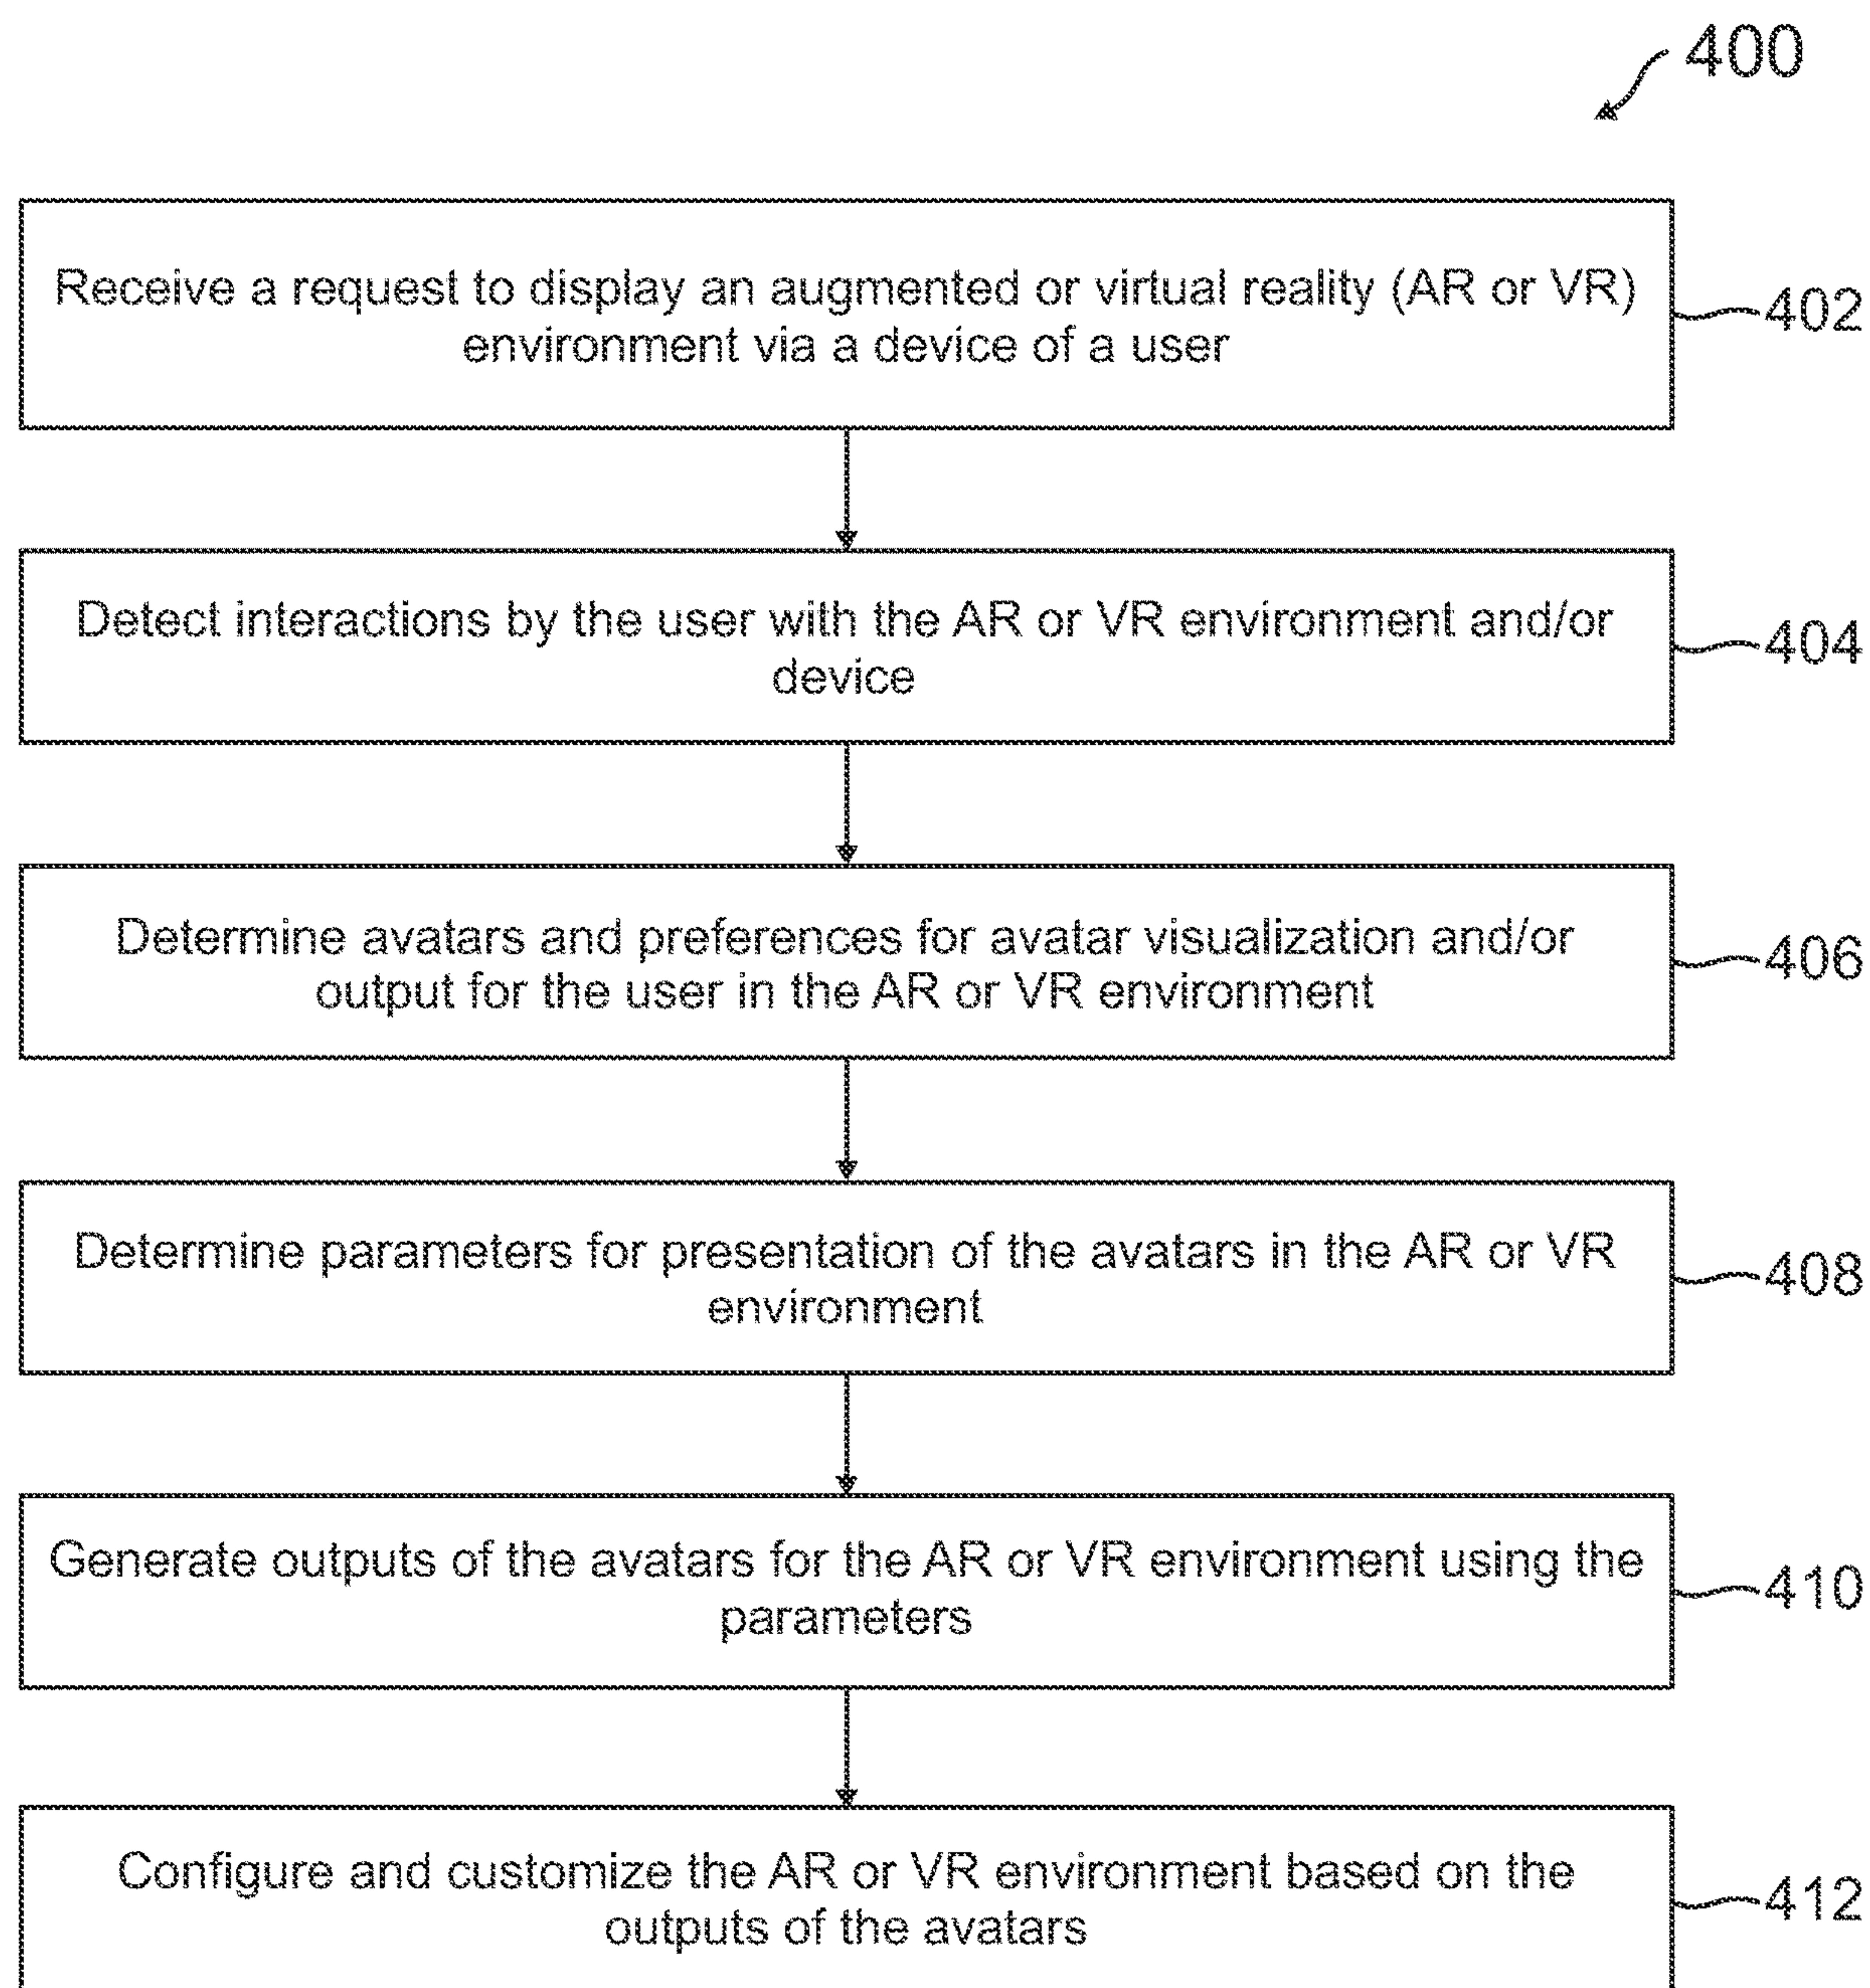 400
Receive a request to display an augmented or virtual reality (AR or VR)
environment via a device of a user
402
Detect interactions by the user with the AR or VR environment and/or
device
404
Determine avatars and preferences for avatar visualization and/or
output for the user in the AR or VR environment
406
Determine parameters for presentation of the avatars in the AR or VR
environment
408
Generate outputs of the avatars for the AR or VR environment using the
parameters
410
Configure and customize the AR or VR environment based on the
outputs of the avatars
412